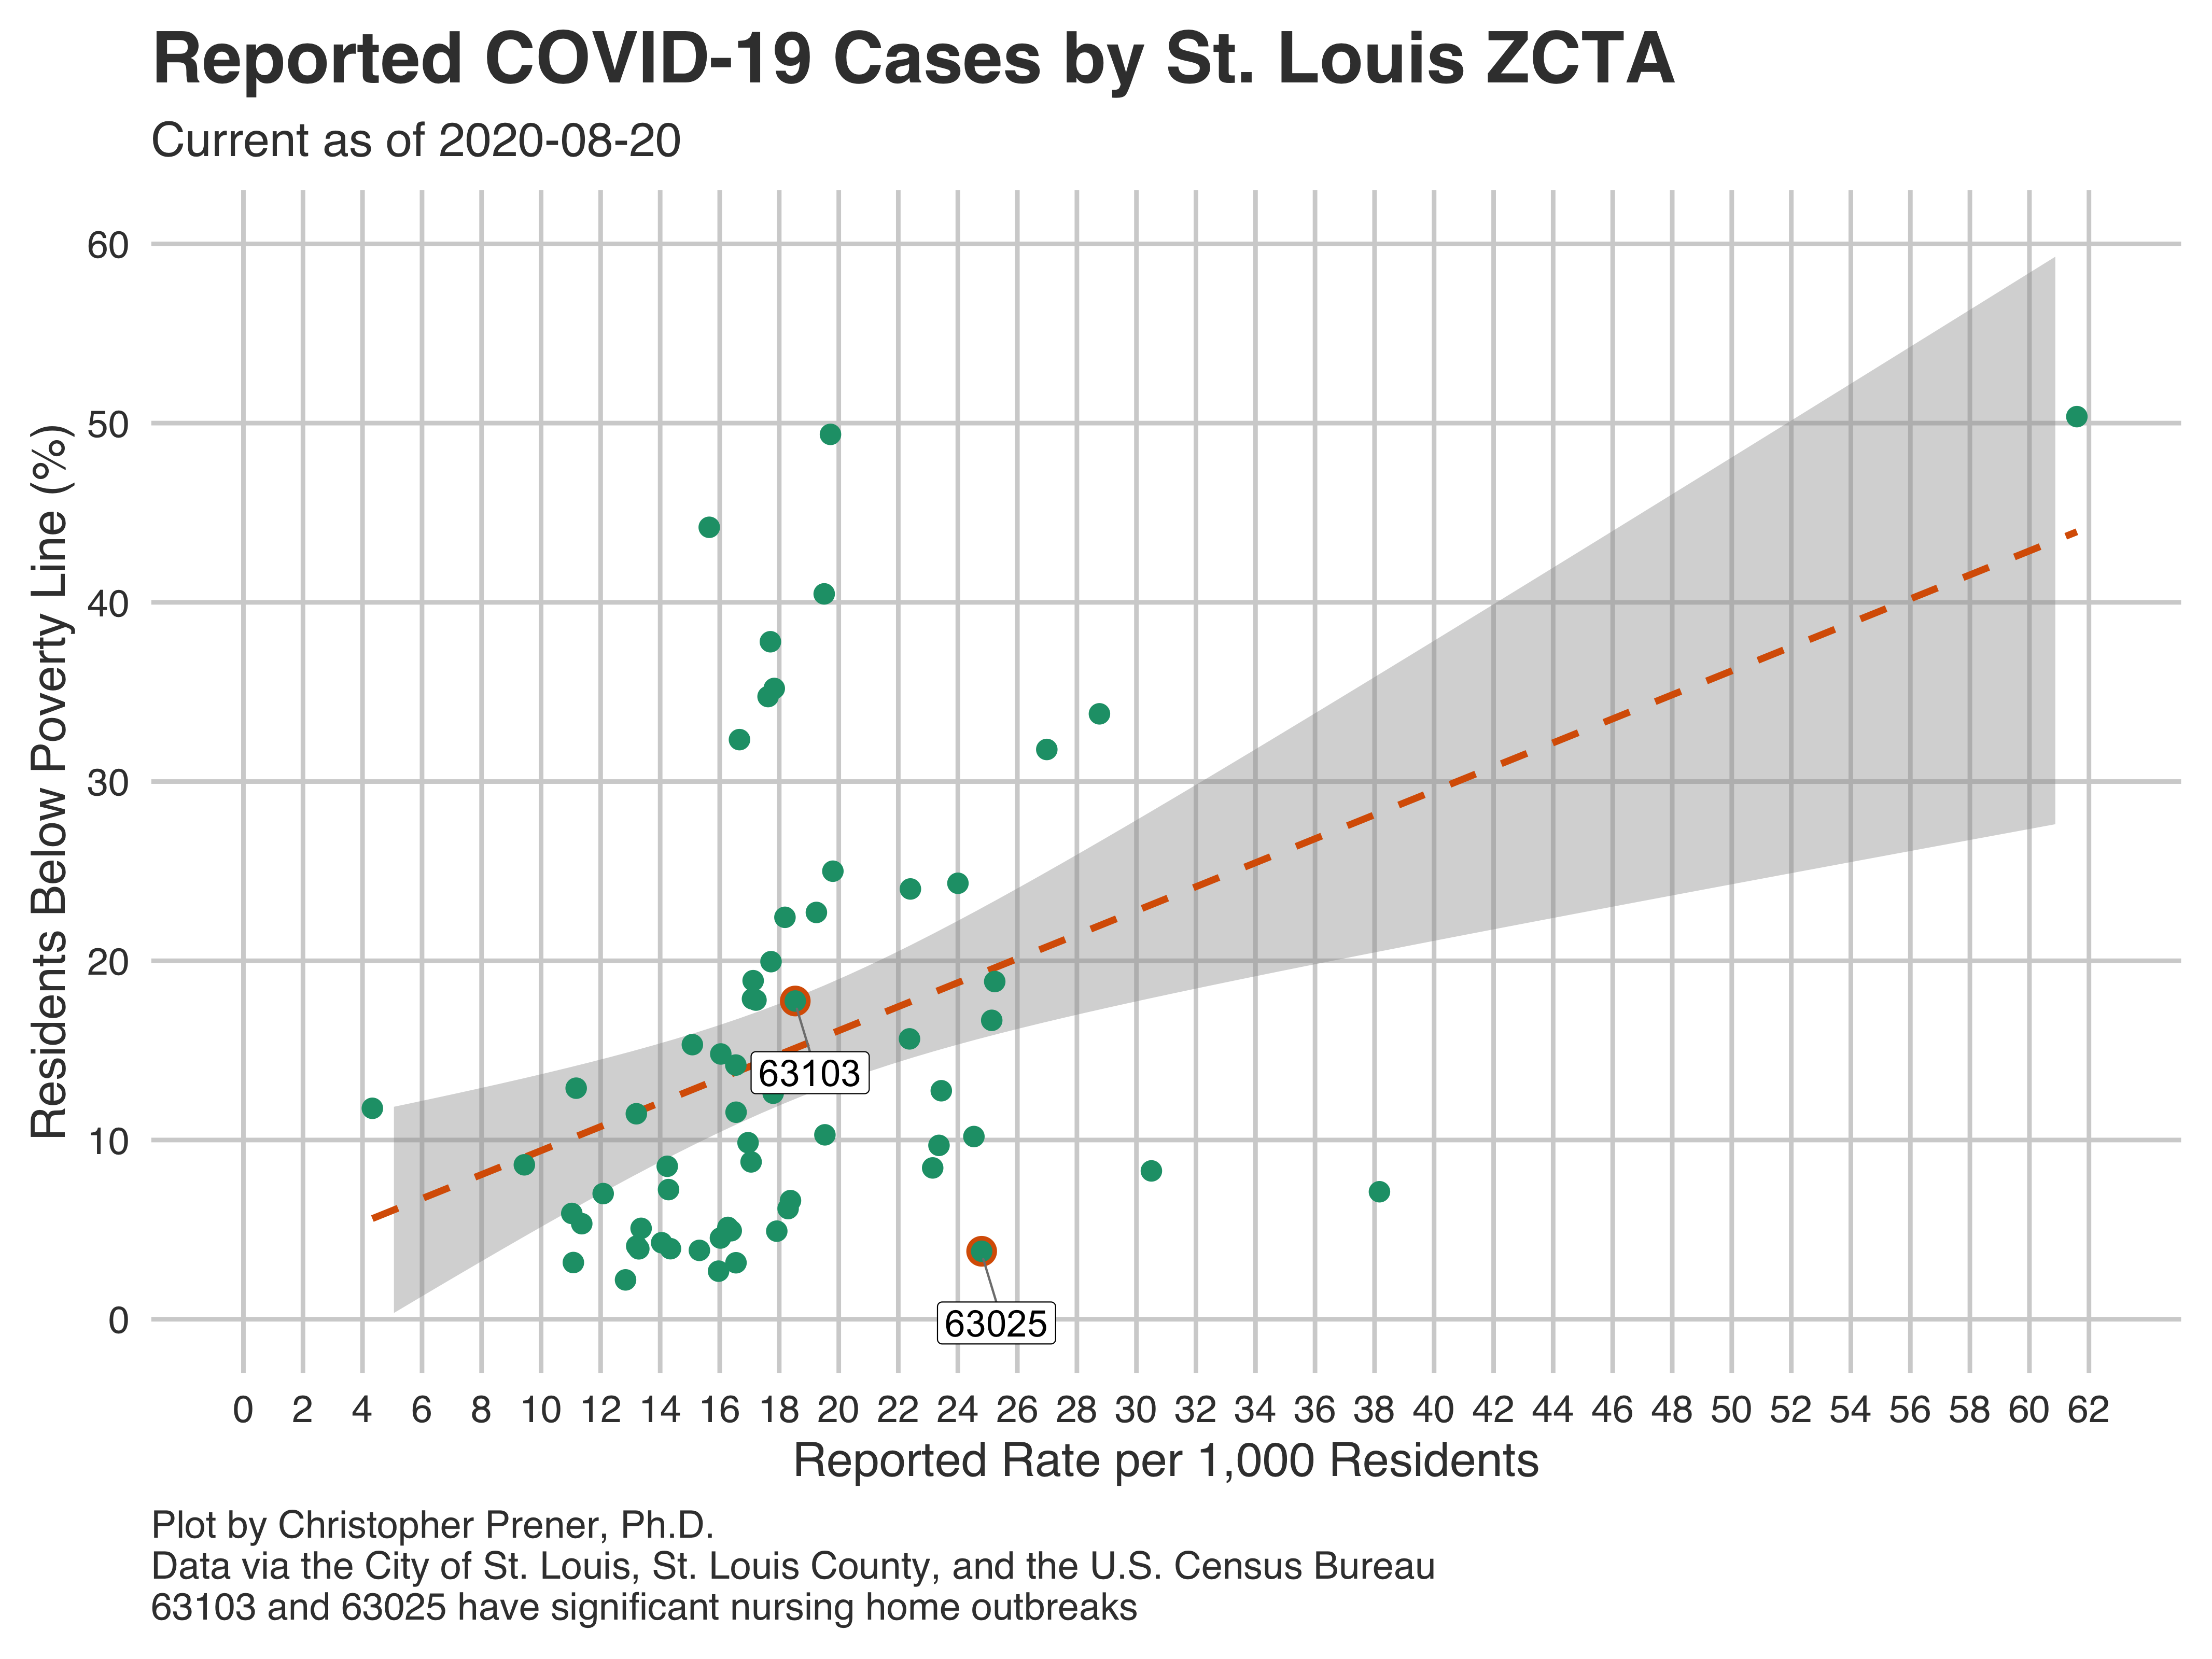 Reported COVID-19 Cases by St. Louis ZCTA
Current as of 2020-08-20
Residents Below Poverty Line (%)
60
50
40
30
20
10
0
63103
63025
0 2 4 6 8 10 12 14 16 18 20 22 24 26 28 30 32 34 36 38 40 42 44 46 48 50 52 54 56 58 60 62
Reported Rate per 1,000 Residents
Plot by Christopher Prener, Ph.D.
Data via the City of St. Louis, St. Louis County, and the U.S. Census Bureau
63103 and 63025 have significant nursing home outbreaks